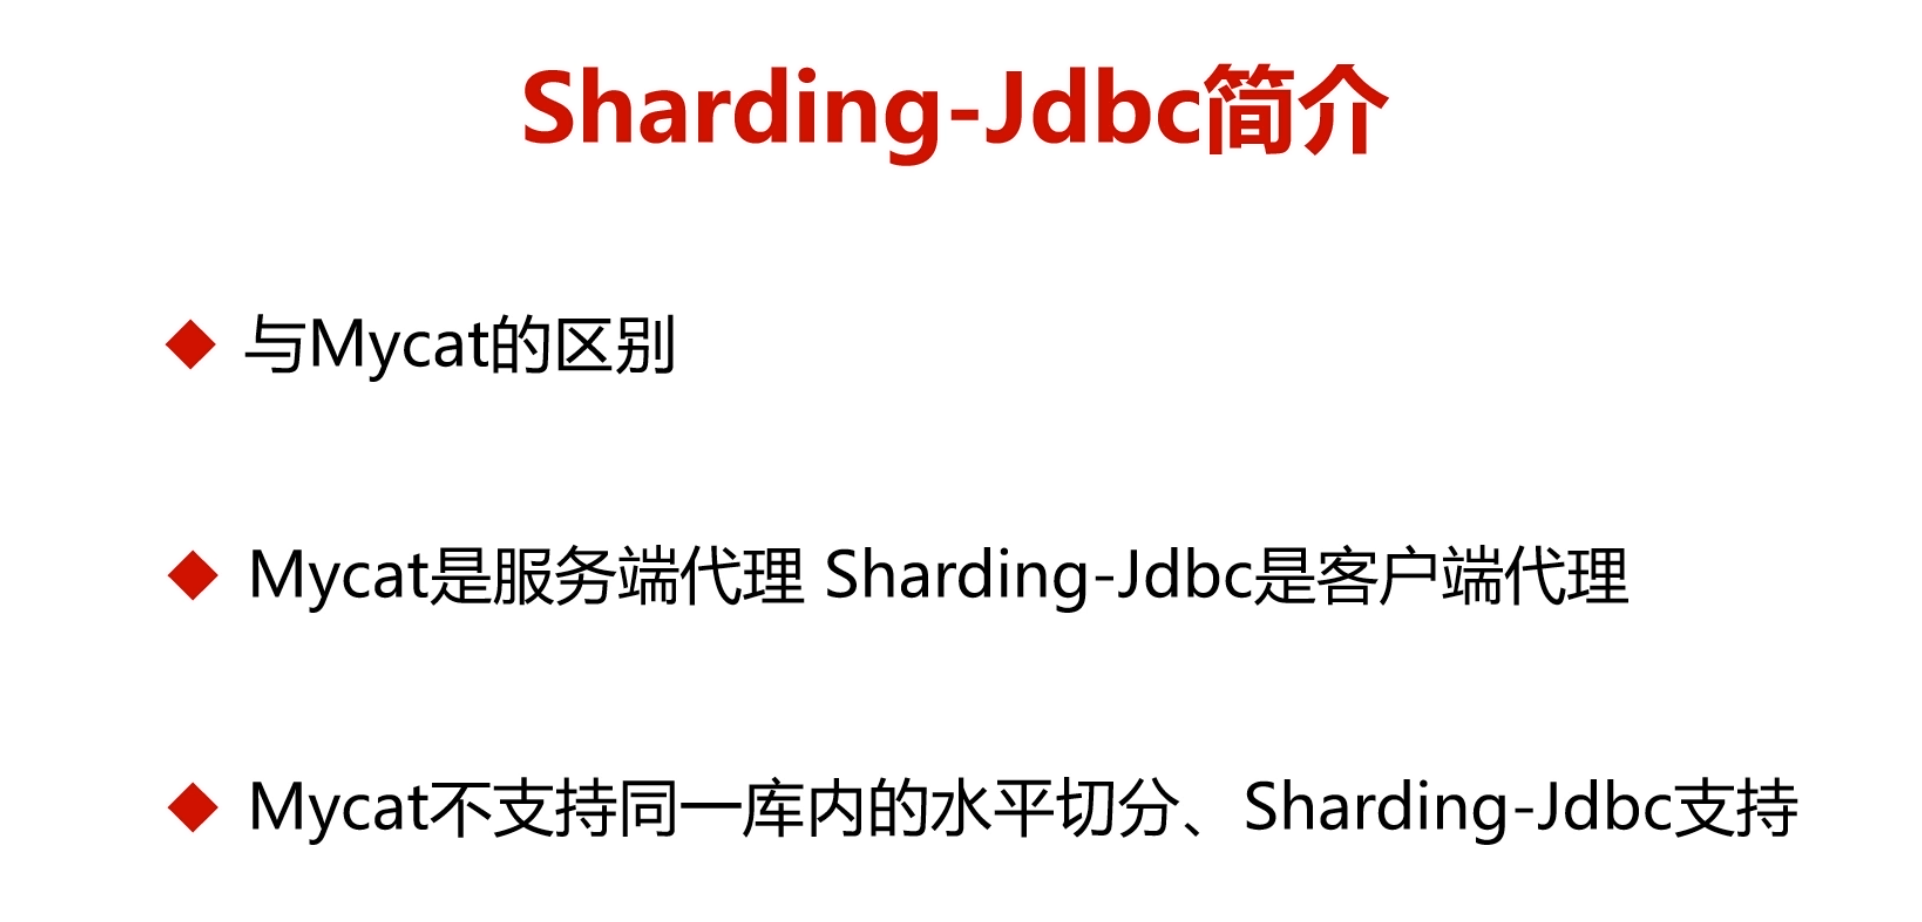 Sharding-Jdbc简介
与Mycat的区别
Mycat是服务端代理 Sharding-Jdbc是客户端代理
Mycat不支持同一库内的水平切分、Sharding-Jdbc支持